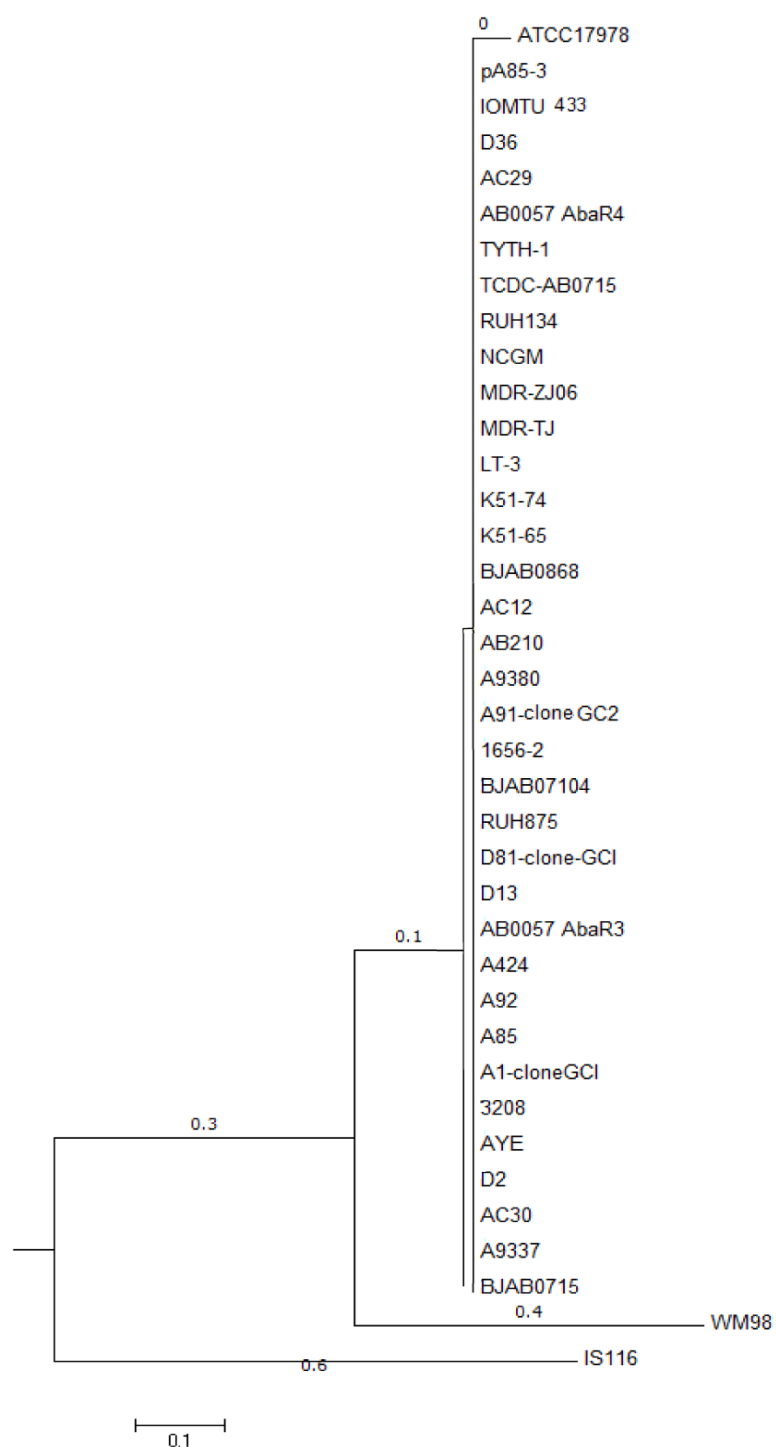 0
ATCC17978
pA85-3
IOMTU 433
D36
AC29
AB0057 AbaR4
TYTH-1
TCDC-AB0715
RUH134
NCGM
MDR-ZJ06
MDR-TJ
LT-3
K51-74
K51-65
BJAB0868
AC12
AB210
A9380
A91-clone GC2
1656-2
BJAB07104
RUH875
D81-clone-GCI
D13
AB0057 AbaR3
0.1
A424
A92
A85
A1-cloneGCI
3208
0.3
AYE
D2
AC30
A9337
BJAB0715
0.4
WM98
IS116
0.6
0.1